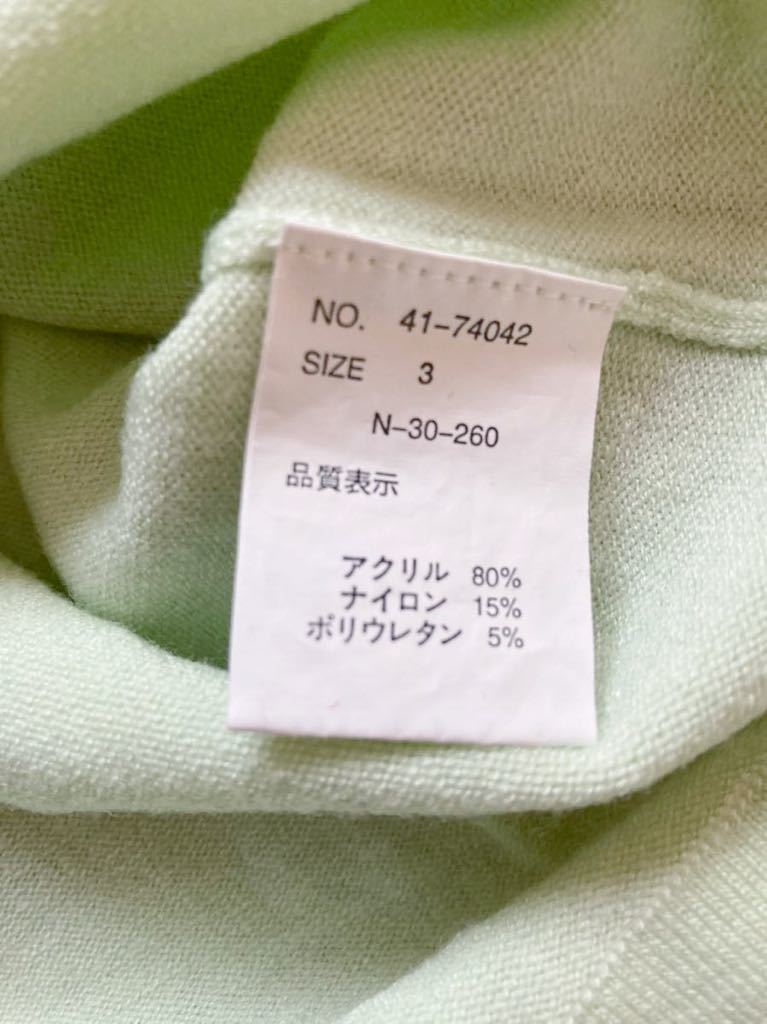 NO. 41-74042
SIZE 3
N-30-260
品質表示
アクリル 80%
ナイロン 15%
ポリウレタン 5%